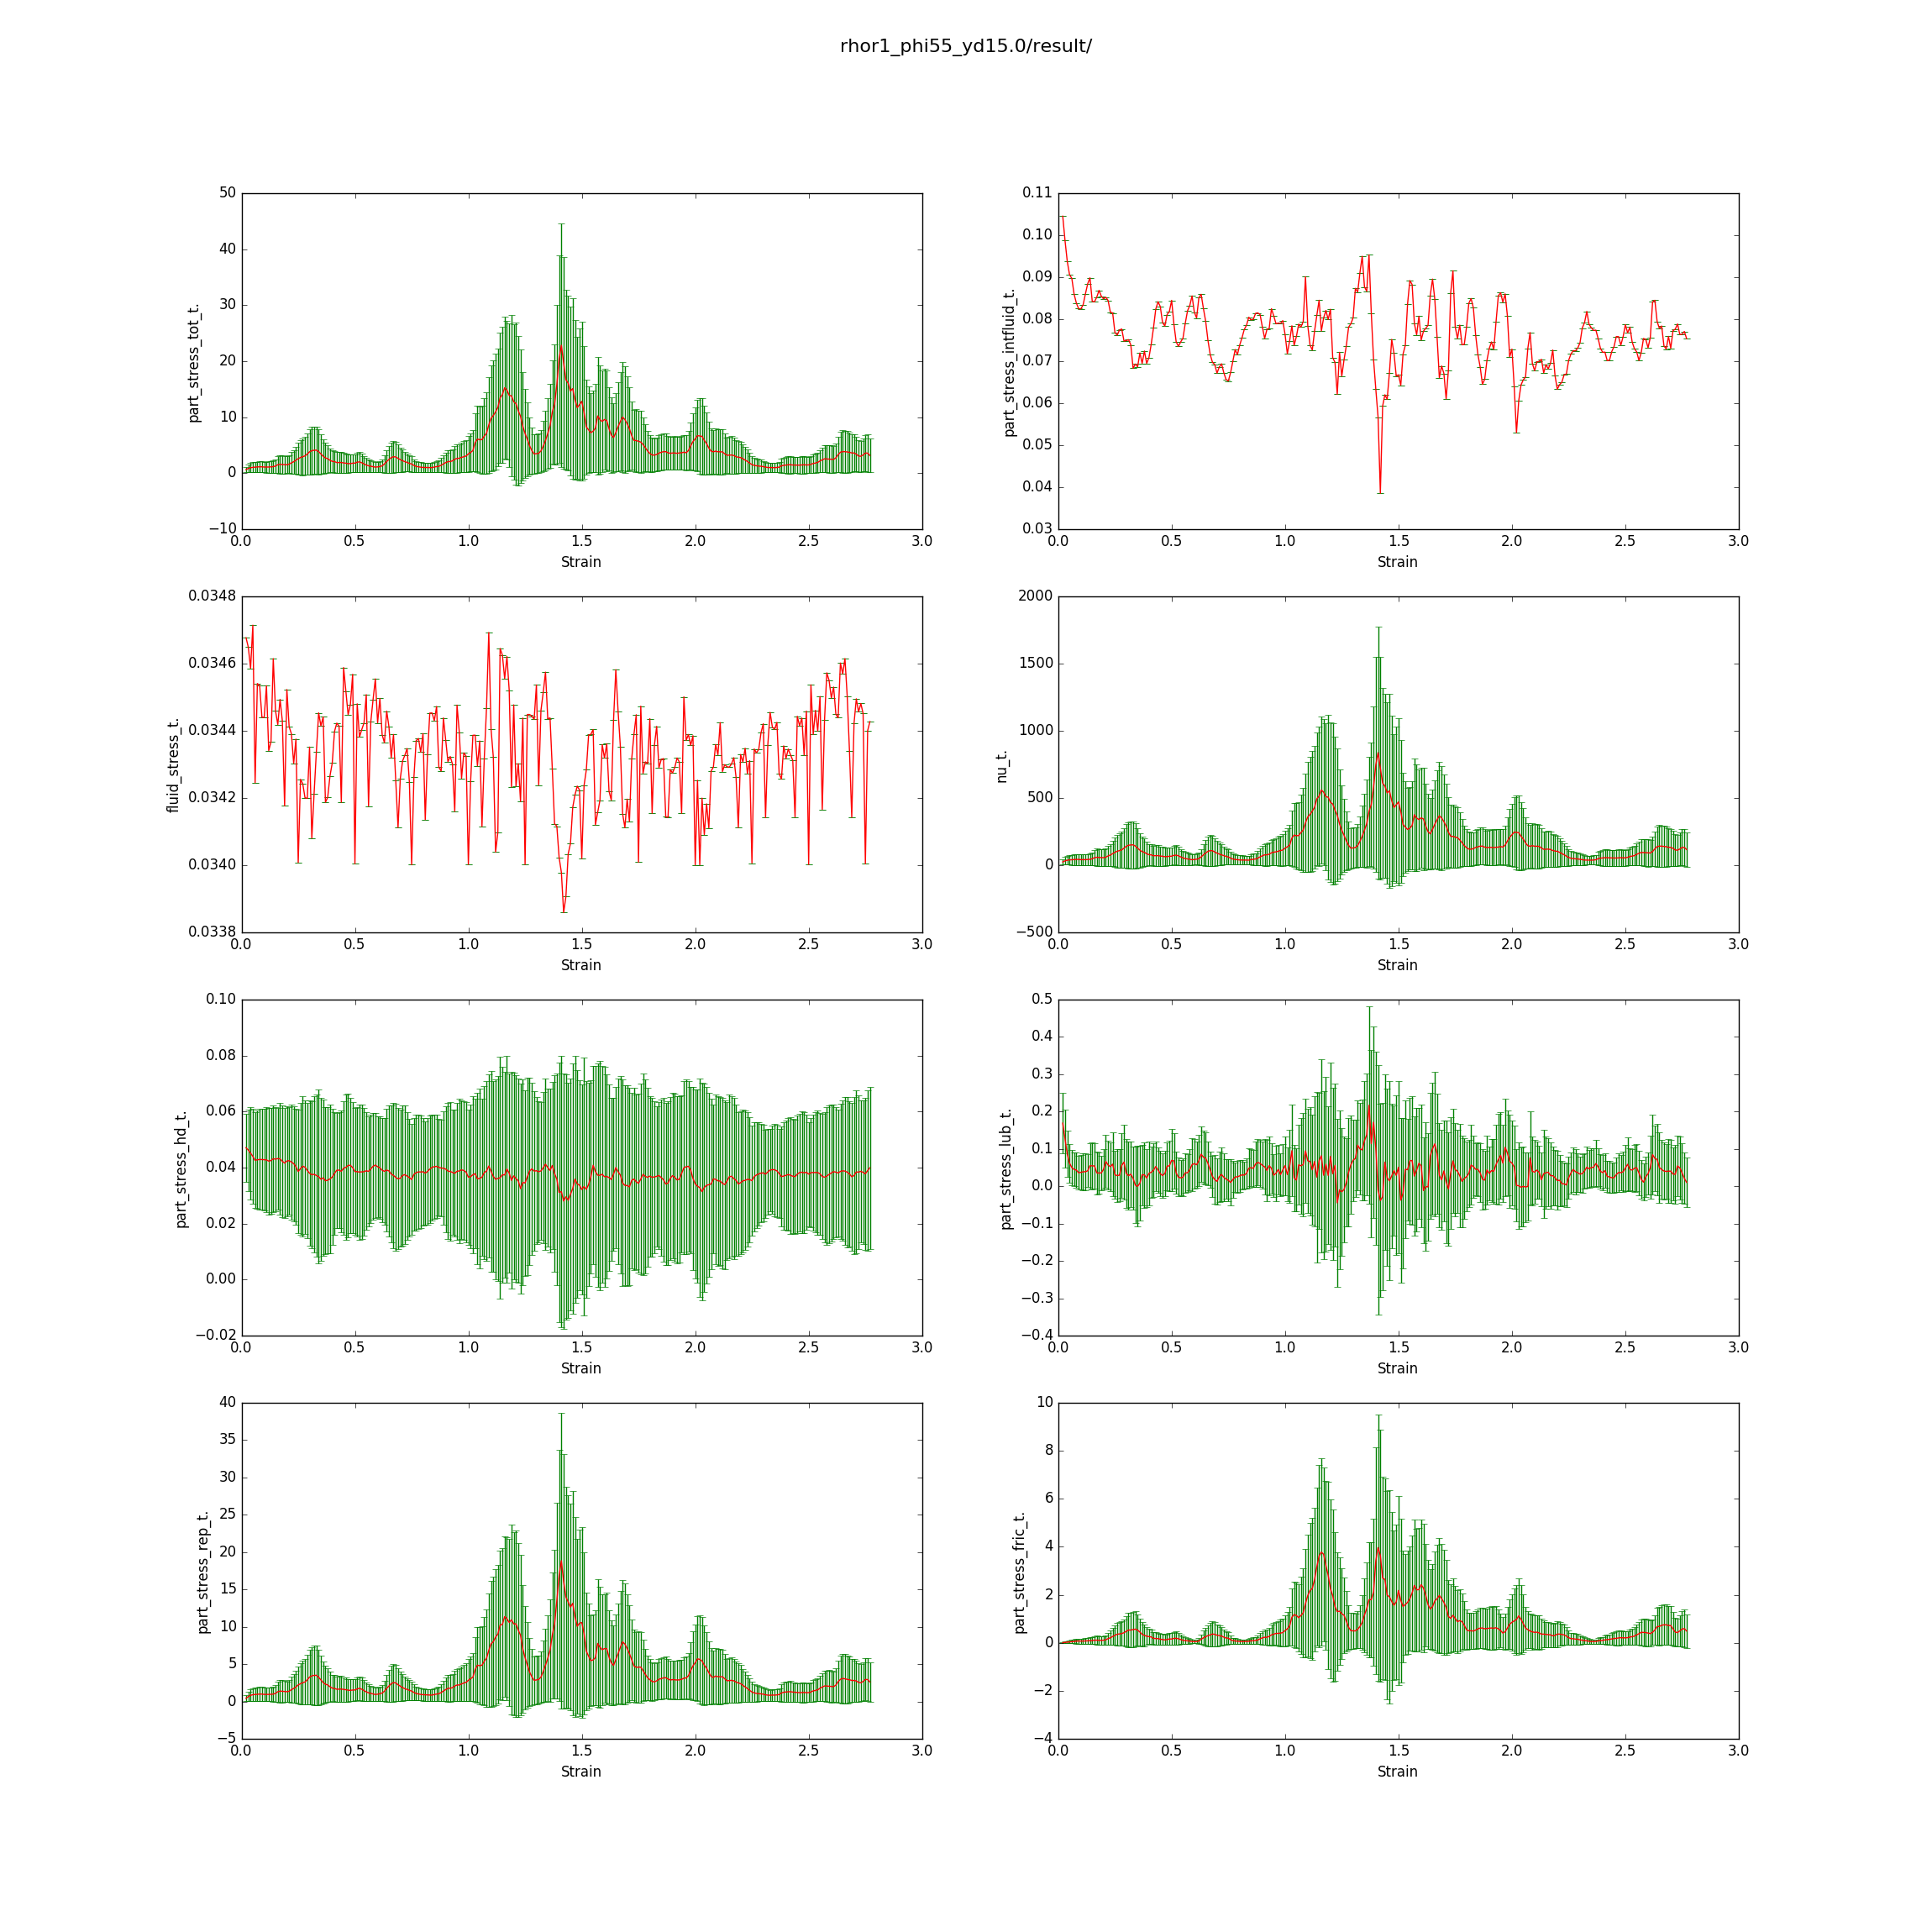 rhor1_phi55_yd15.0/result/
part_stress_tot_t.
50
40
30
20
10
0
−10
0.0 0.5 1.0 1.5 2.0 2.5 3.0
Strain
part_stress_intfluid_t.
0.11
0.10
0.09
0.08
0.07
0.06
0.05
0.04
0.03
0.0 0.5 1.0 1.5 2.0 2.5 3.0
Strain
fluid_stress_t.
0.0348
0.0346
0.0344
0.0342
0.0340
0.0338
0.0 0.5 1.0 1.5 2.0 2.5 3.0
Strain
nu_t.
2000
1500
1000
500
0
−500
0.0 0.5 1.0 1.5 2.0 2.5 3.0
Strain
part_stress_hd_t.
0.10
0.08
0.06
0.04
0.02
0.00
−0.02
0.0 0.5 1.0 1.5 2.0 2.5 3.0
Strain
part_stress_lub_t.
0.5
0.4
0.3
0.2
0.1
0.0
−0.1
−0.2
−0.3
−0.4
0.0 0.5 1.0 1.5 2.0 2.5 3.0
Strain
part_stress_rep_t.
40
35
30
25
20
15
10
5
0
−5
0.0 0.5 1.0 1.5 2.0 2.5 3.0
Strain
part_stress_fric_t.
10
8
6
4
2
0
−2
−4
0.0 0.5 1.0 1.5 2.0 2.5 3.0
Strain